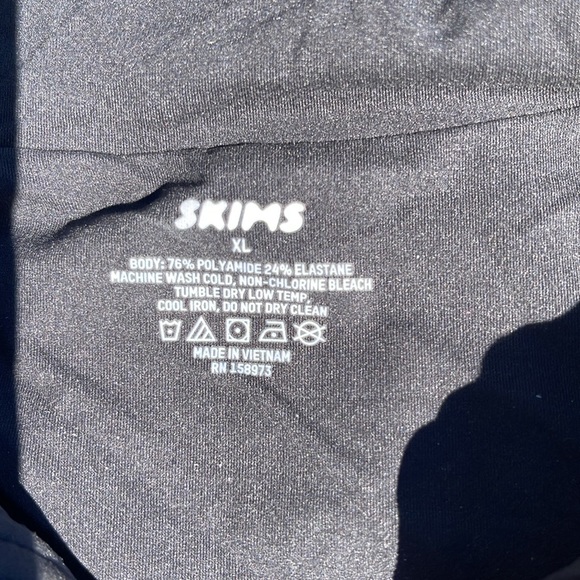 SKIMS
XL
BODY: 76% POLYAMIDE 24% ELASTANE
MACHINE WASH COLD, NON-CHLORINE BLEACH
TUMBLE DRY LOW TEMP,
COOL IRON, DO NOT DRY CLEAN
MADE IN VIETNAM
RN 158973